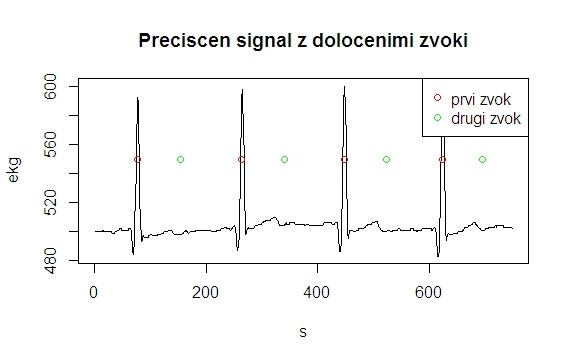 Preciscen signal z dolocenimi zvoki
prvi zvok
drugi zvok
ekg
600
560
520
480
0 200 400 600
s